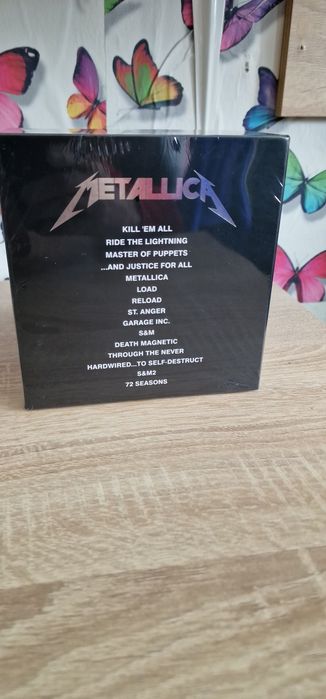 METALLICA
KILL 'EM ALL
RIDE THE LIGHTNING
MASTER OF PUPPETS
...AND JUSTICE FOR ALL
METALLICA
LOAD
RELOAD
ST. ANGER
GARAGE INC.
S&M
DEATH MAGNETIC
THROUGH THE NEVER
HARDWIRED...TO SELF-DESTRUCT
S&M2
72 SEASONS